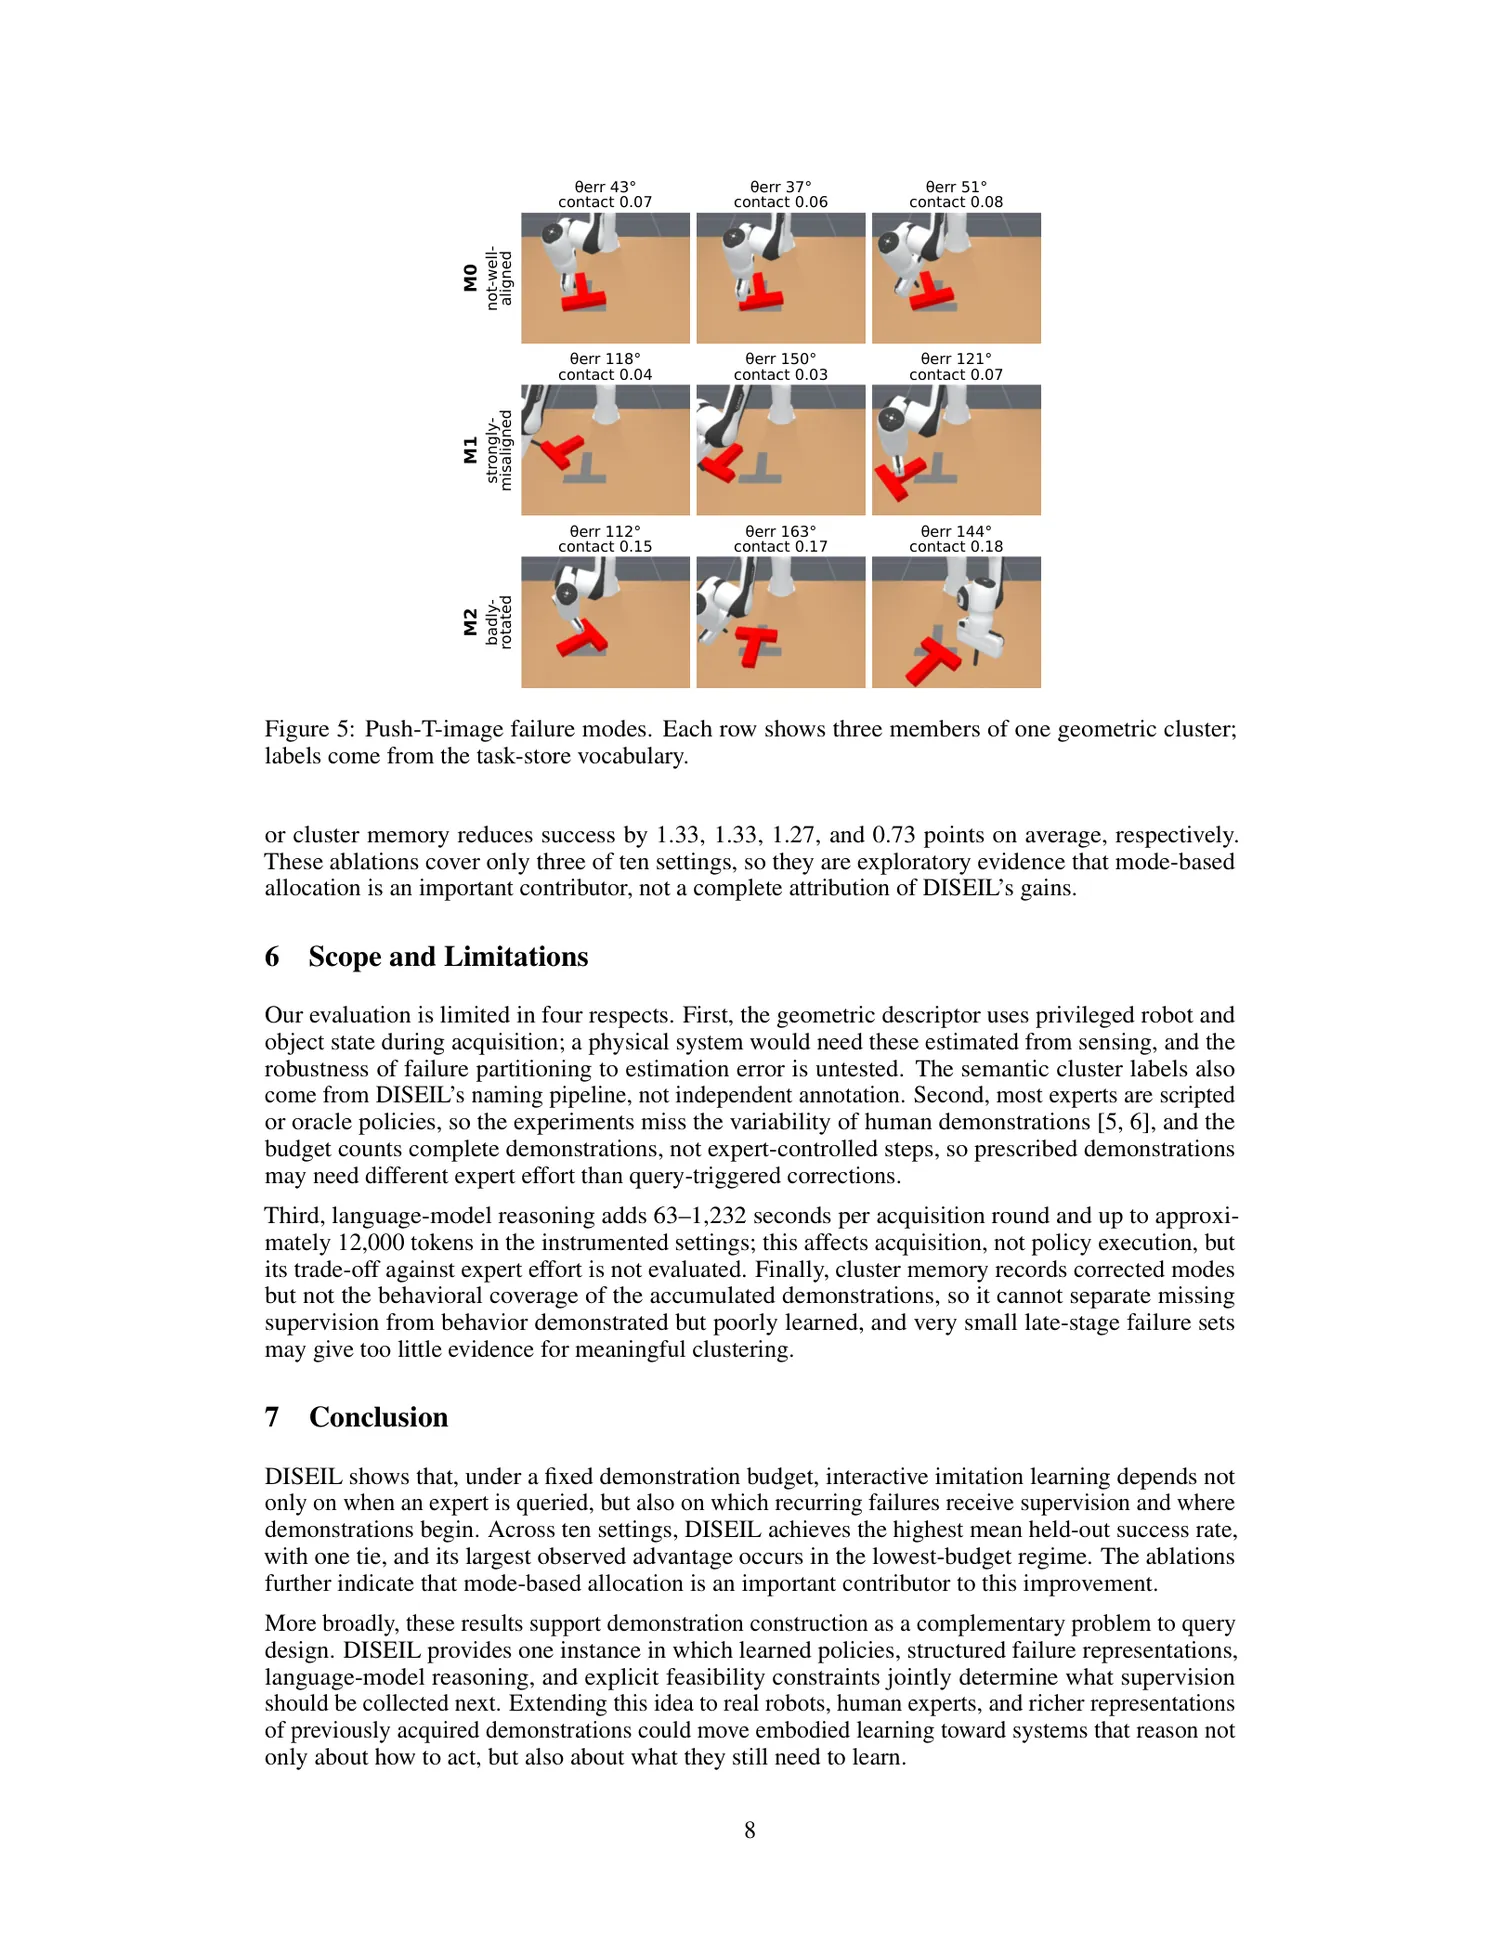 θerr 43° θerr 37° θerr 51°
contact 0.07 contact 0.06 contact 0.08
M0
not-well-
aligned
θerr 118° θerr 150° θerr 121°
contact 0.04 contact 0.03 contact 0.07
M1
strongly-
misaligned
θerr 112° θerr 163° θerr 144°
contact 0.15 contact 0.17 contact 0.18
M2
badly-
rotated
Figure 5: Push-T-image failure modes. Each row shows three members of one geometric cluster;
labels come from the task-store vocabulary.
or cluster memory reduces success by 1.33, 1.33, 1.27, and 0.73 points on average, respectively.
These ablations cover only three of ten settings, so they are exploratory evidence that mode-based
allocation is an important contributor, not a complete attribution of DISEIL's gains.
6 Scope and Limitations
Our evaluation is limited in four respects. First, the geometric descriptor uses privileged robot and
object state during acquisition; a physical system would need these estimated from sensing, and the
robustness of failure partitioning to estimation error is untested. The semantic cluster labels also
come from DISEIL's naming pipeline, not independent annotation. Second, most experts are scripted
or oracle policies, so the experiments miss the variability of human demonstrations [5, 6], and the
budget counts complete demonstrations, not expert-controlled steps, so prescribed demonstrations
may need different expert effort than query-triggered corrections.
Third, language-model reasoning adds 63–1,232 seconds per acquisition round and up to approxi-
mately 12,000 tokens in the instrumented settings; this affects acquisition, not policy execution, but
its trade-off against expert effort is not evaluated. Finally, cluster memory records corrected modes
but not the behavioral coverage of the accumulated demonstrations, so it cannot separate missing
supervision from behavior demonstrated but poorly learned, and very small late-stage failure sets
may give too little evidence for meaningful clustering.
7 Conclusion
DISEIL shows that, under a fixed demonstration budget, interactive imitation learning depends not
only on when an expert is queried, but also on which recurring failures receive supervision and where
demonstrations begin. Across ten settings, DISEIL achieves the highest mean held-out success rate,
with one tie, and its largest observed advantage occurs in the lowest-budget regime. The ablations
further indicate that mode-based allocation is an important contributor to this improvement.
More broadly, these results support demonstration construction as a complementary problem to query
design. DISEIL provides one instance in which learned policies, structured failure representations,
language-model reasoning, and explicit feasibility constraints jointly determine what supervision
should be collected next. Extending this idea to real robots, human experts, and richer representations
of previously acquired demonstrations could move embodied learning toward systems that reason not
only about how to act, but also about what they still need to learn.
8